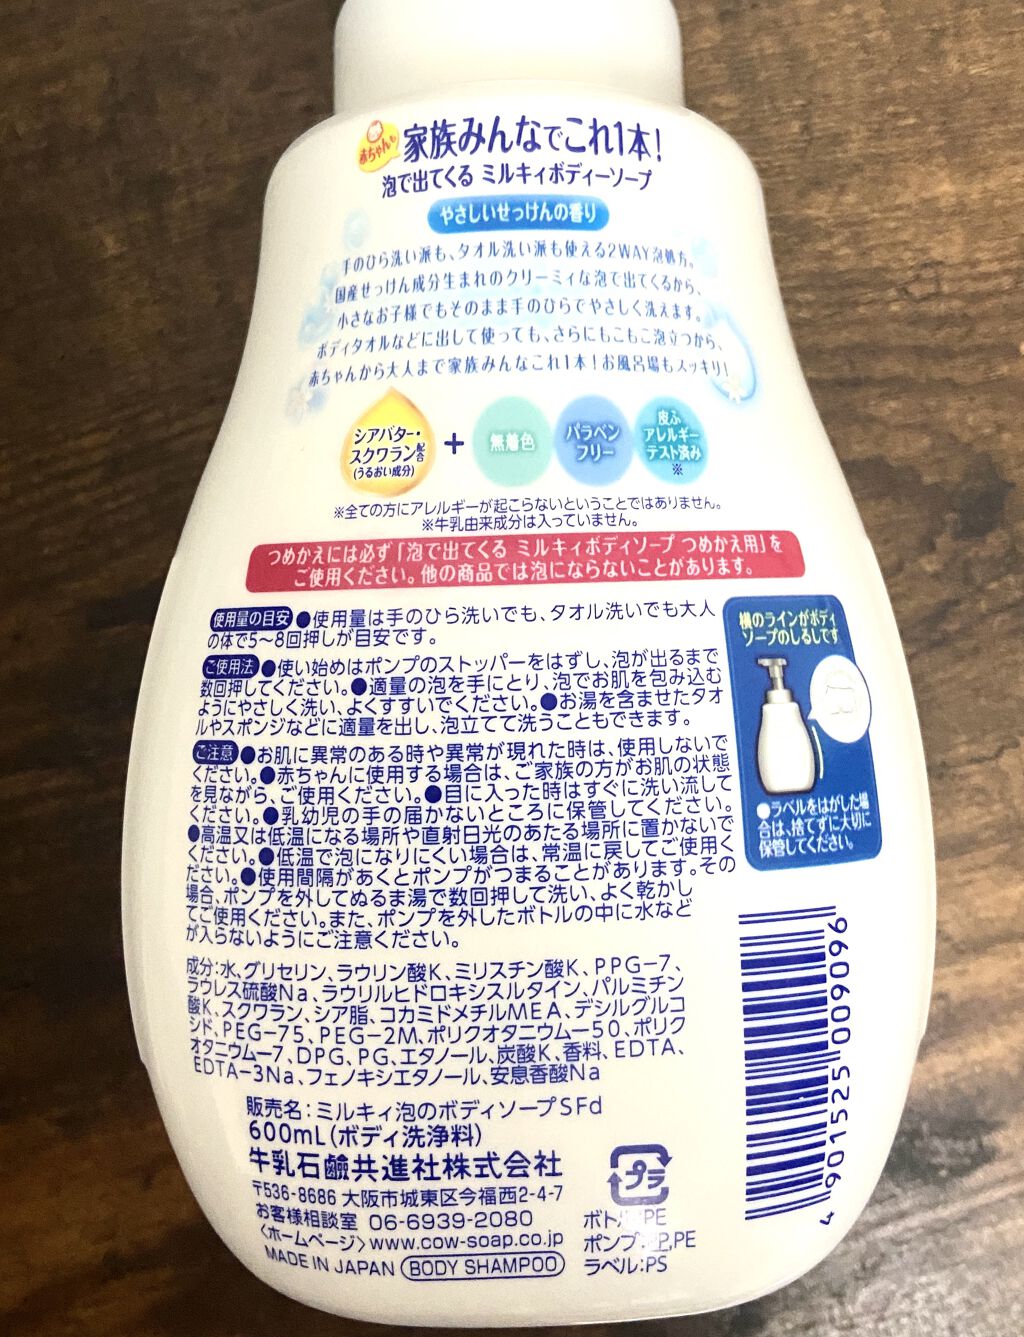 赤ちゃんも
家族みんなでこれ1本!
泡で出てくる ミルキィボディーソープ
やさしいせっけんの香り
手のひら洗い派も、タオル洗い派も使える2WAY泡処方。
国産せっけん成分生まれのクリーミィな泡で出てくるから、
小さなお子様でもそのまま手のひらでやさしく洗えます。
ボディタオルなどに出して使っても、さらにもこもこ泡立つから、
赤ちゃんから大人まで家族みんなこれ1本!お風呂場もスッキリ!
シアバター・
スクワラン配合
(うるおい成分)
+
無着色
パラベン
フリー
皮ふ
アレルギー
テスト済み
※
※全ての方にアレルギーが起こらないということではありません。
※牛乳由来成分は入っていません。
つめかえには必ず「泡で出てくる ミルキィボディソープ つめかえ用」を
ご使用ください。他の商品では泡にならないことがあります。
使用量の目安 ●使用量は手のひら洗いでも、タオル洗いでも大人
の体で5〜8回押しが目安です。
ご使用法 ●使い始めはポンプのストッパーをはずし、泡が出るまで
数回押してください。●適量の泡を手にとり、泡でお肌を包み込む
ようにやさしく洗い、よくすすいでください。●お湯を含ませたタオ
ルやスポンジなどに適量を出し、泡立てて洗うこともできます。
ご注意 ●お肌に異常のある時や異常が現れた時は、使用しないで
ください。●赤ちゃんに使用する場合は、ご家族の方がお肌の状態
を見ながら、ご使用ください。●目に入った時はすぐに洗い流して
ください。●乳幼児の手の届かないところに保管してください。
●高温又は低温になる場所や直射日光のあたる場所に置かないで
ください。●低温で泡になりにくい場合は、常温に戻してご使用く
ださい。●使用間隔があくとポンプがつまることがあります。その
場合、ポンプを外してぬるま湯で数回押して洗い、よく乾かし
てご使用ください。また、ポンプを外したボトルの中に水など
が入らないようにご注意ください。
横のラインがボディ
ソープのしるしです
●ラベルをはがした場
合は、捨てずに大切に
保管してください。
成分:水、グリセリン、ラウリン酸K、ミリスチン酸K、PPG-7、
ラウレス硫酸Na、ラウリルヒドロキシスルタイン、パルミチン
酸K、スクワラン、シア脂、コカミドメチルMEA、デシルグルコ
シド、PEG-75、PEG-2M、ポリクオタニウムー50、ポリク
オタニウムー7、DPG、PG、エタノール、炭酸K、香料、EDTA、
EDTA-3Na、フェノキシエタノール、安息香酸Na
販売名:ミルキィ泡のボディソープSFd
600mL(ボディ洗浄料)
牛乳石鹼共進社株式会社
〒536-8686 大阪市城東区今福西2-4-7
お客様相談室 06-6939-2080
〈ホームページ〉www.cow-soap.co.jp
MADE IN JAPAN BODY SHAMPOO
プラ
ボトル:PE
ポンプ:PP,PE
ラベル:PS
4 901525 009096